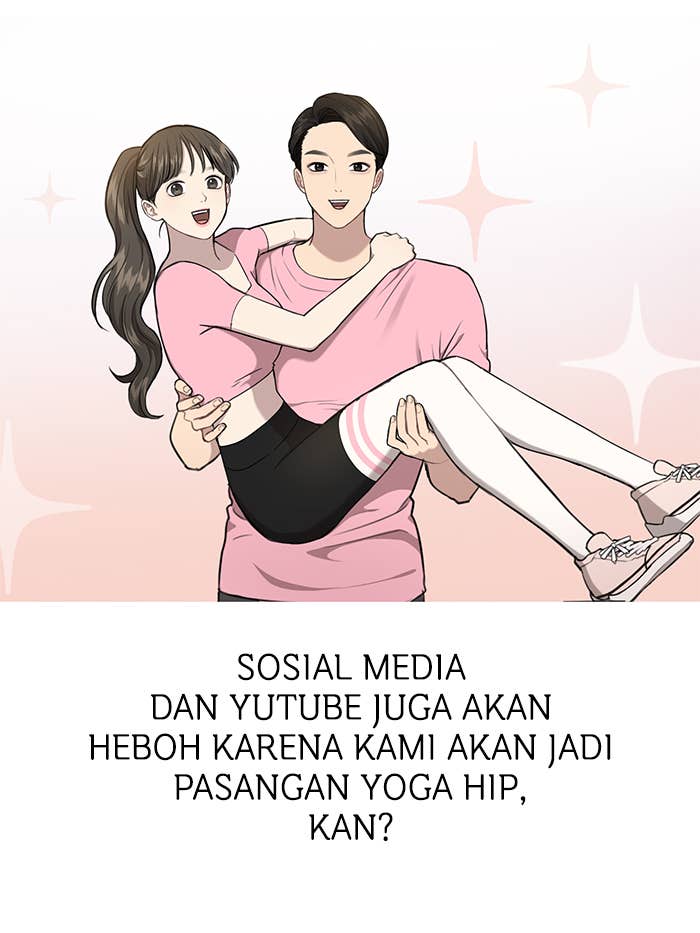 SOSIAL MEDIA
DAN YUTUBE JUGA AKAN
HEBOH KARENA KAMI AKAN JADI
PASANGAN YOGA HIP,
KAN?